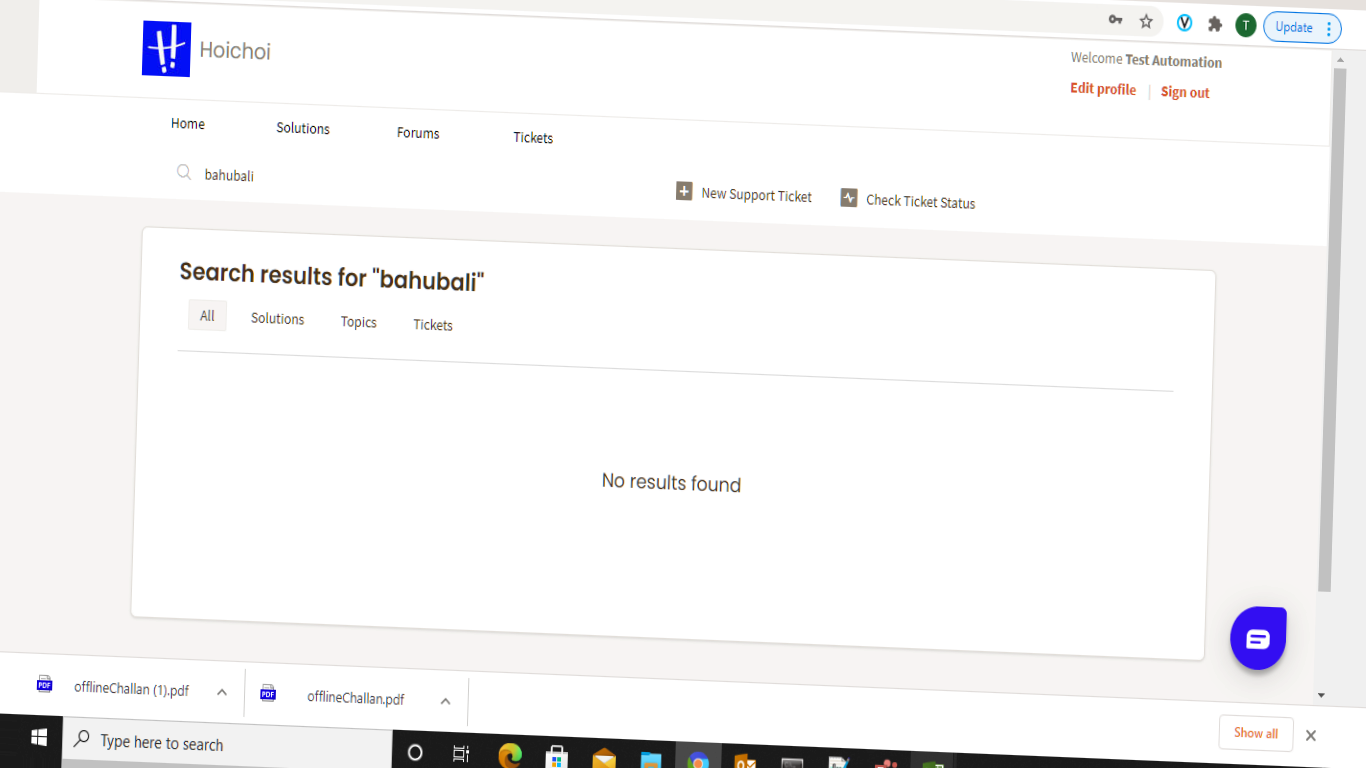 T
Update
Hoichoi
Welcome Test Automation
Edit profile | Sign out
Home Solutions Forums Tickets
bahubali
New Support Ticket Check Ticket Status
Search results for "bahubali"
All Solutions Topics Tickets
No results found
PDF offlineChallan (1).pdf PDF offlineChallan.pdf
Show all
Type here to search